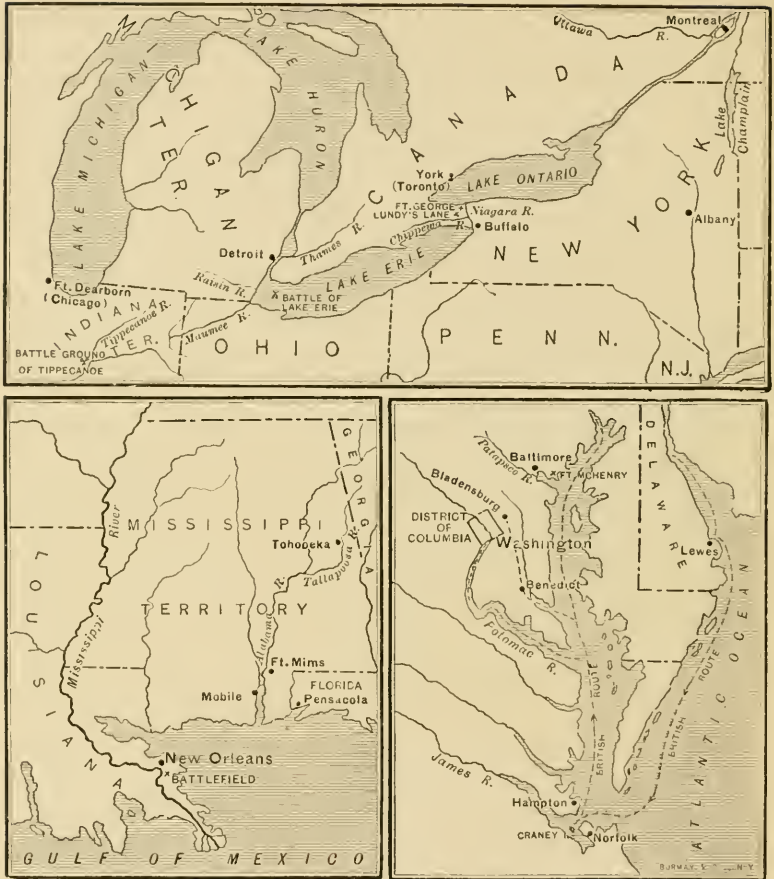 Ottawa R.
Montreal
LAKE MICHIGAN
MICHIGAN TER.
LAKE HURON
CANADA
Lake Champlain
York
(Toronto)
LAKE ONTARIO
FT. GEORGE
LUNDY'S LANE
Niagara R.
Chippewa R.
Buffalo
NEW YORK
Albany
Detroit
Thames R.
LAKE ERIE
Raisin R.
BATTLE OF
LAKE ERIE
Ft. Dearborn
(Chicago)
INDIANA TER.
Tippecanoe R.
Maumee R.
BATTLE GROUND
OF TIPPECANOE
OHIO
PENN.
N.J.
GEORGIA
MISSISSIPPI
TERRITORY
Mississippi River
LOUISIANA
Tohopeka
Tallapoosa R.
Alabama R.
Ft. Mims
Mobile
FLORIDA
Pensacola
New Orleans
BATTLEFIELD
GULF OF MEXICO
Patapsco R.
Baltimore
FT. MCHENRY
DELAWARE
Bladensburg
DISTRICT
OF
COLUMBIA
Washington
Lewes
Benedict
Potomac R.
BRITISH ROUTE
BRITISH ROUTE
ATLANTIC OCEAN
James R.
Hampton
CRANEY I.
Norfolk
N.Y.